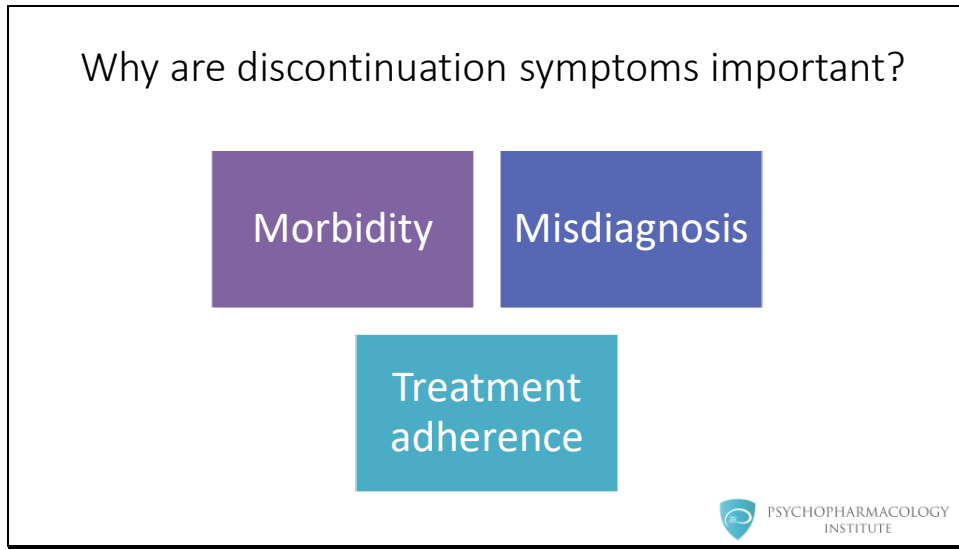 Why are discontinuation symptoms important?
Morbidity
Misdiagnosis
Treatment
adherence
PSYCHOPHARMACOLOGY
INSTITUTE